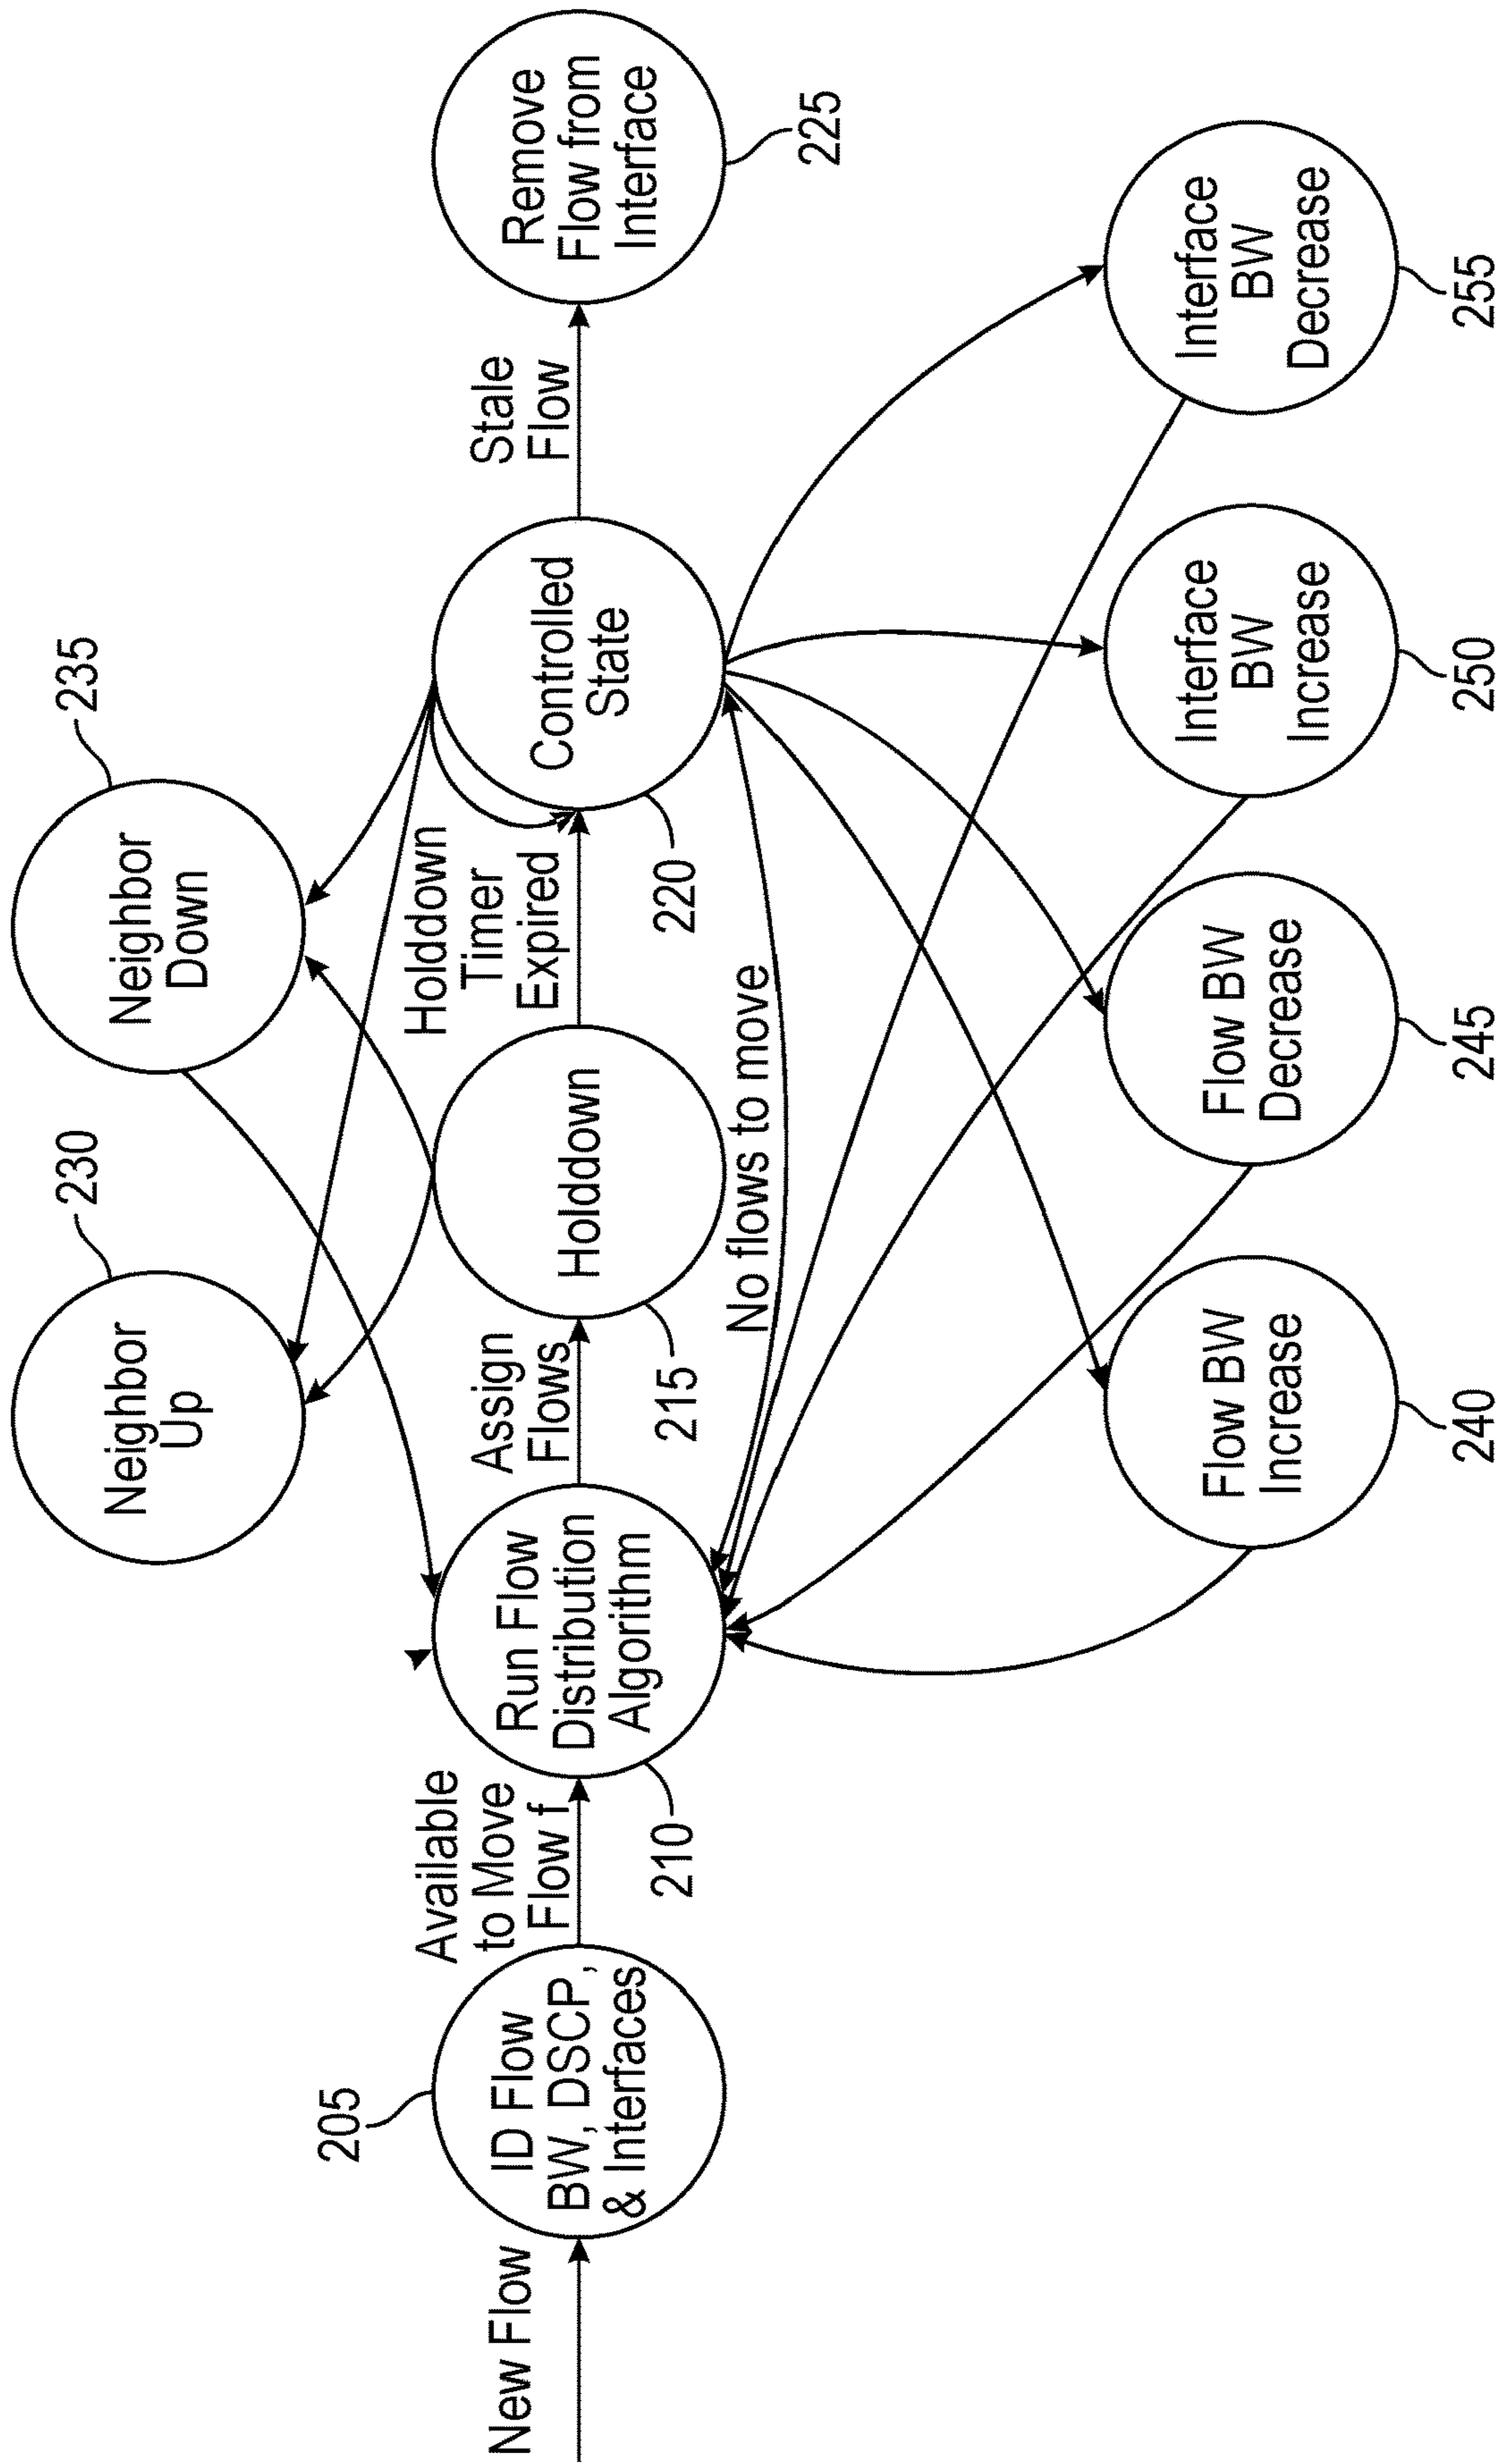 New Flow
205
ID Flow
BW, DSCP,
& Interfaces
Available
to Move
Flow f
210
Run Flow
Distribution
Algorithm
Assign
Flows
215
Holddown
Holddown
Timer
Expired
220
Controlled
State
Stale
Flow
Remove
Flow from
Interface
225
230
Neighbor
Up
235
Neighbor
Down
No flows to move
Flow BW
Increase
240
Flow BW
Decrease
245
Interface
BW
Increase
250
Interface
BW
Decrease
255